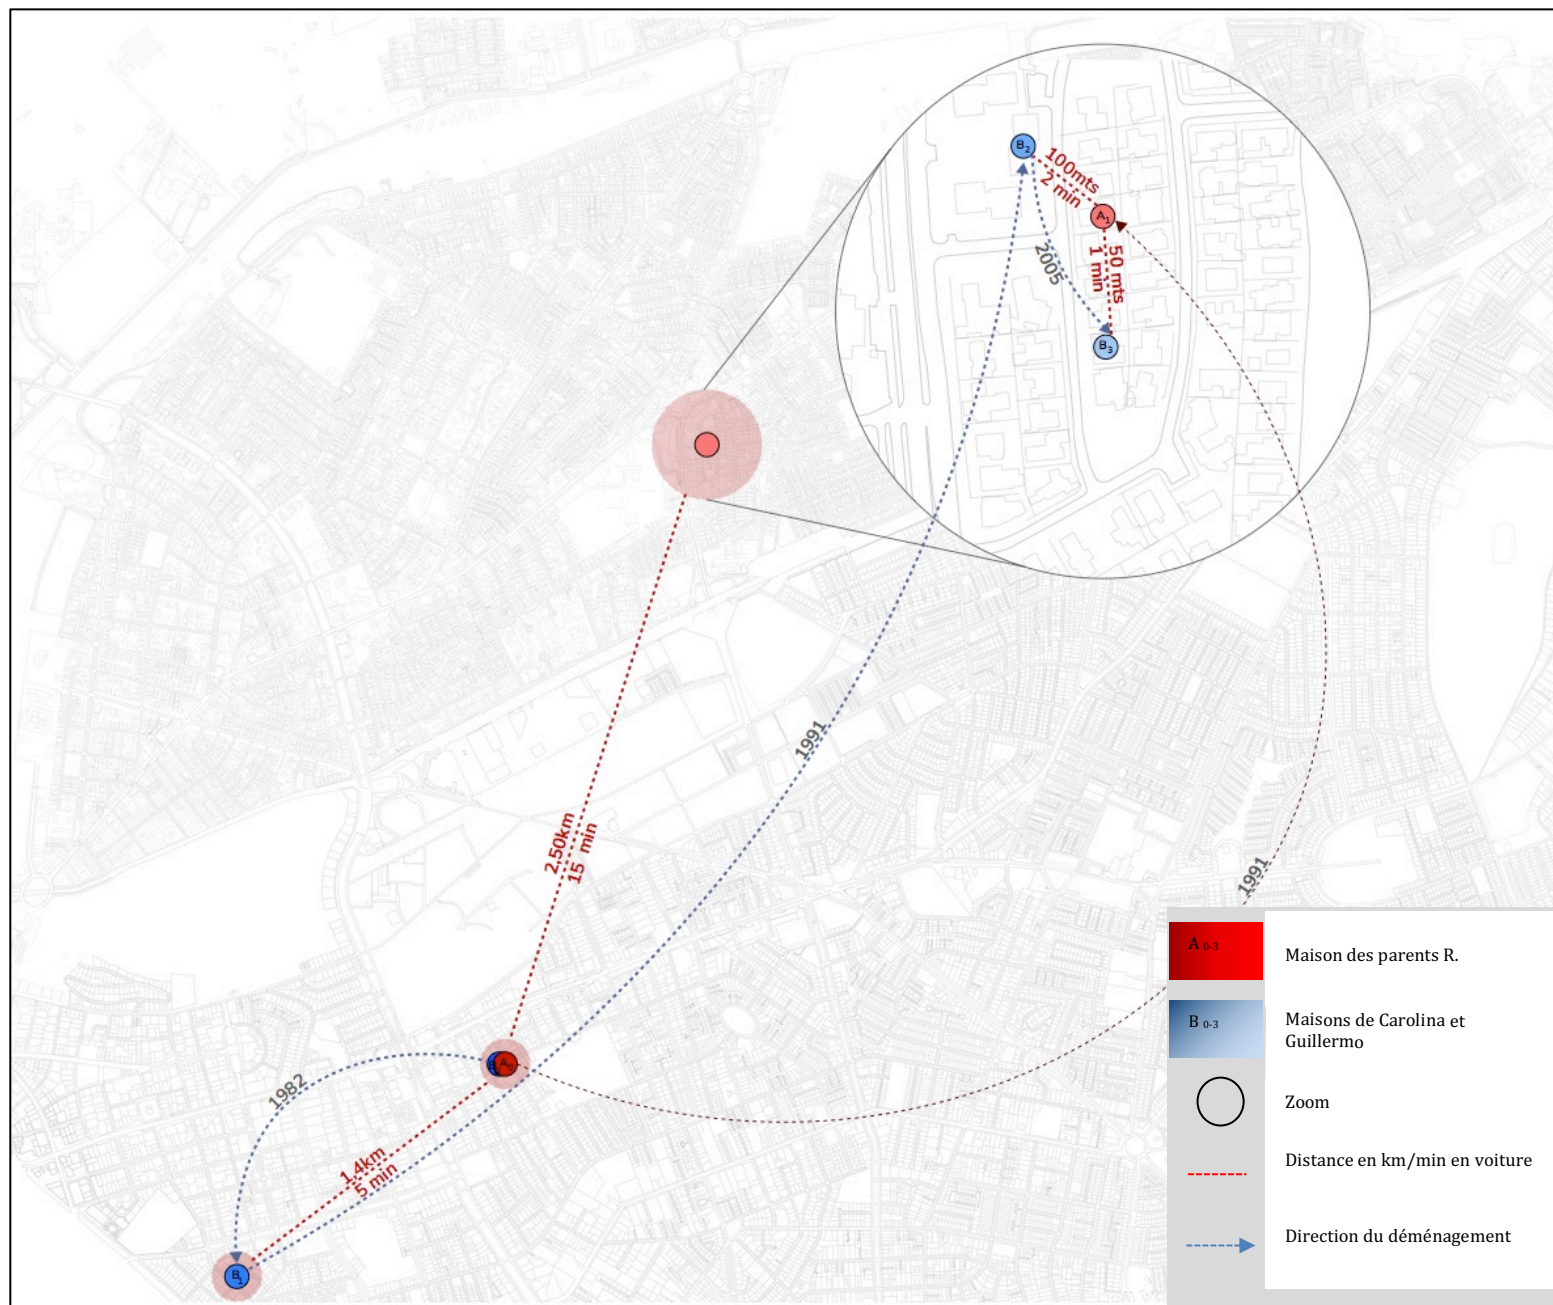 B₂
100mts
2 min
A₁
2005
50 mts
1 min
B₃
1991
2,50km
15 min
1991
A₀
1982
1,4km
5 min
B₁
A 0-3
Maison des parents R.
B 0-3
Maisons de Carolina et
Guillermo
Zoom
Distance en km/min en voiture
Direction du déménagement